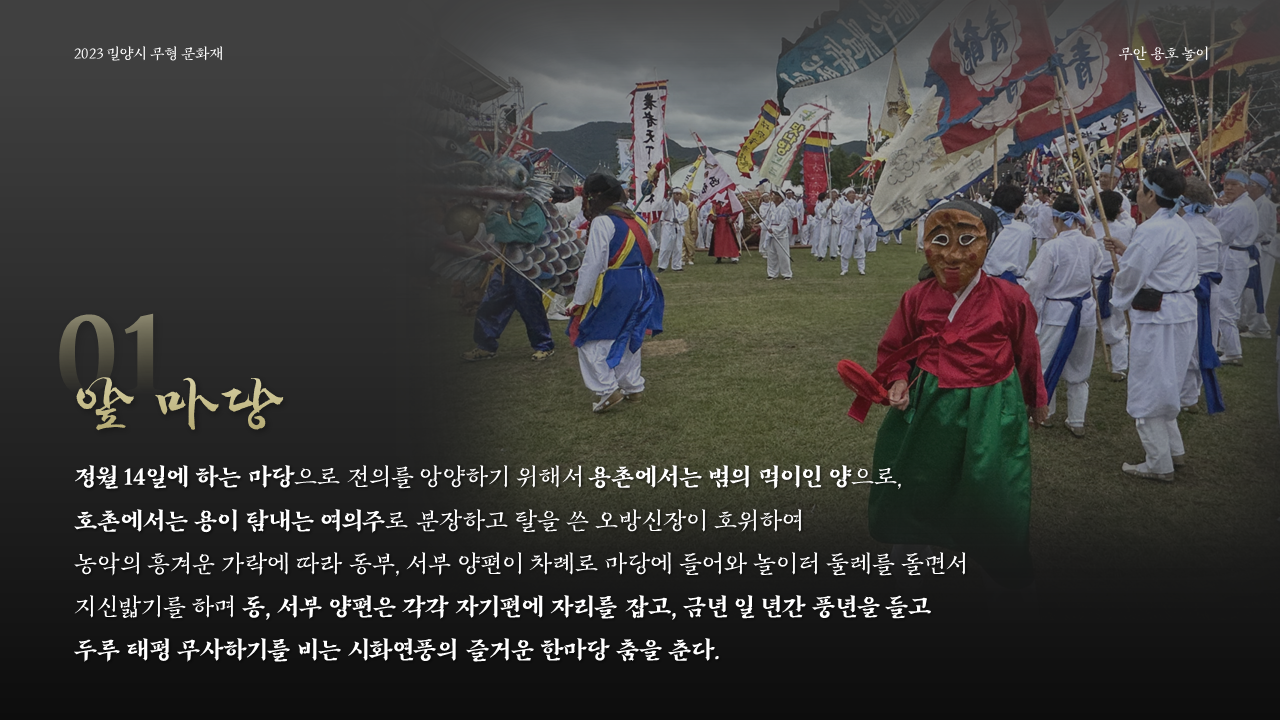 2023 밀양시 무형 문화재
무안 용호 놀이
靑龍
靑
農者天下
01
앞 마당
정월 14일에 하는 마당으로 전의를 앙양하기 위해서 용촌에서는 범의 먹이인 양으로,
호촌에서는 용이 탐내는 여의주로 분장하고 탈을 쓴 오방신장이 호위하여
농악의 흥겨운 가락에 따라 동부, 서부 양편이 차례로 마당에 들어와 놀이터 둘레를 돌면서
지신밟기를 하며 동, 서부 양편은 각각 자기편에 자리를 잡고, 금년 일 년간 풍년을 들고
두루 태평 무사하기를 비는 시화연풍의 즐거운 한마당 춤을 춘다.